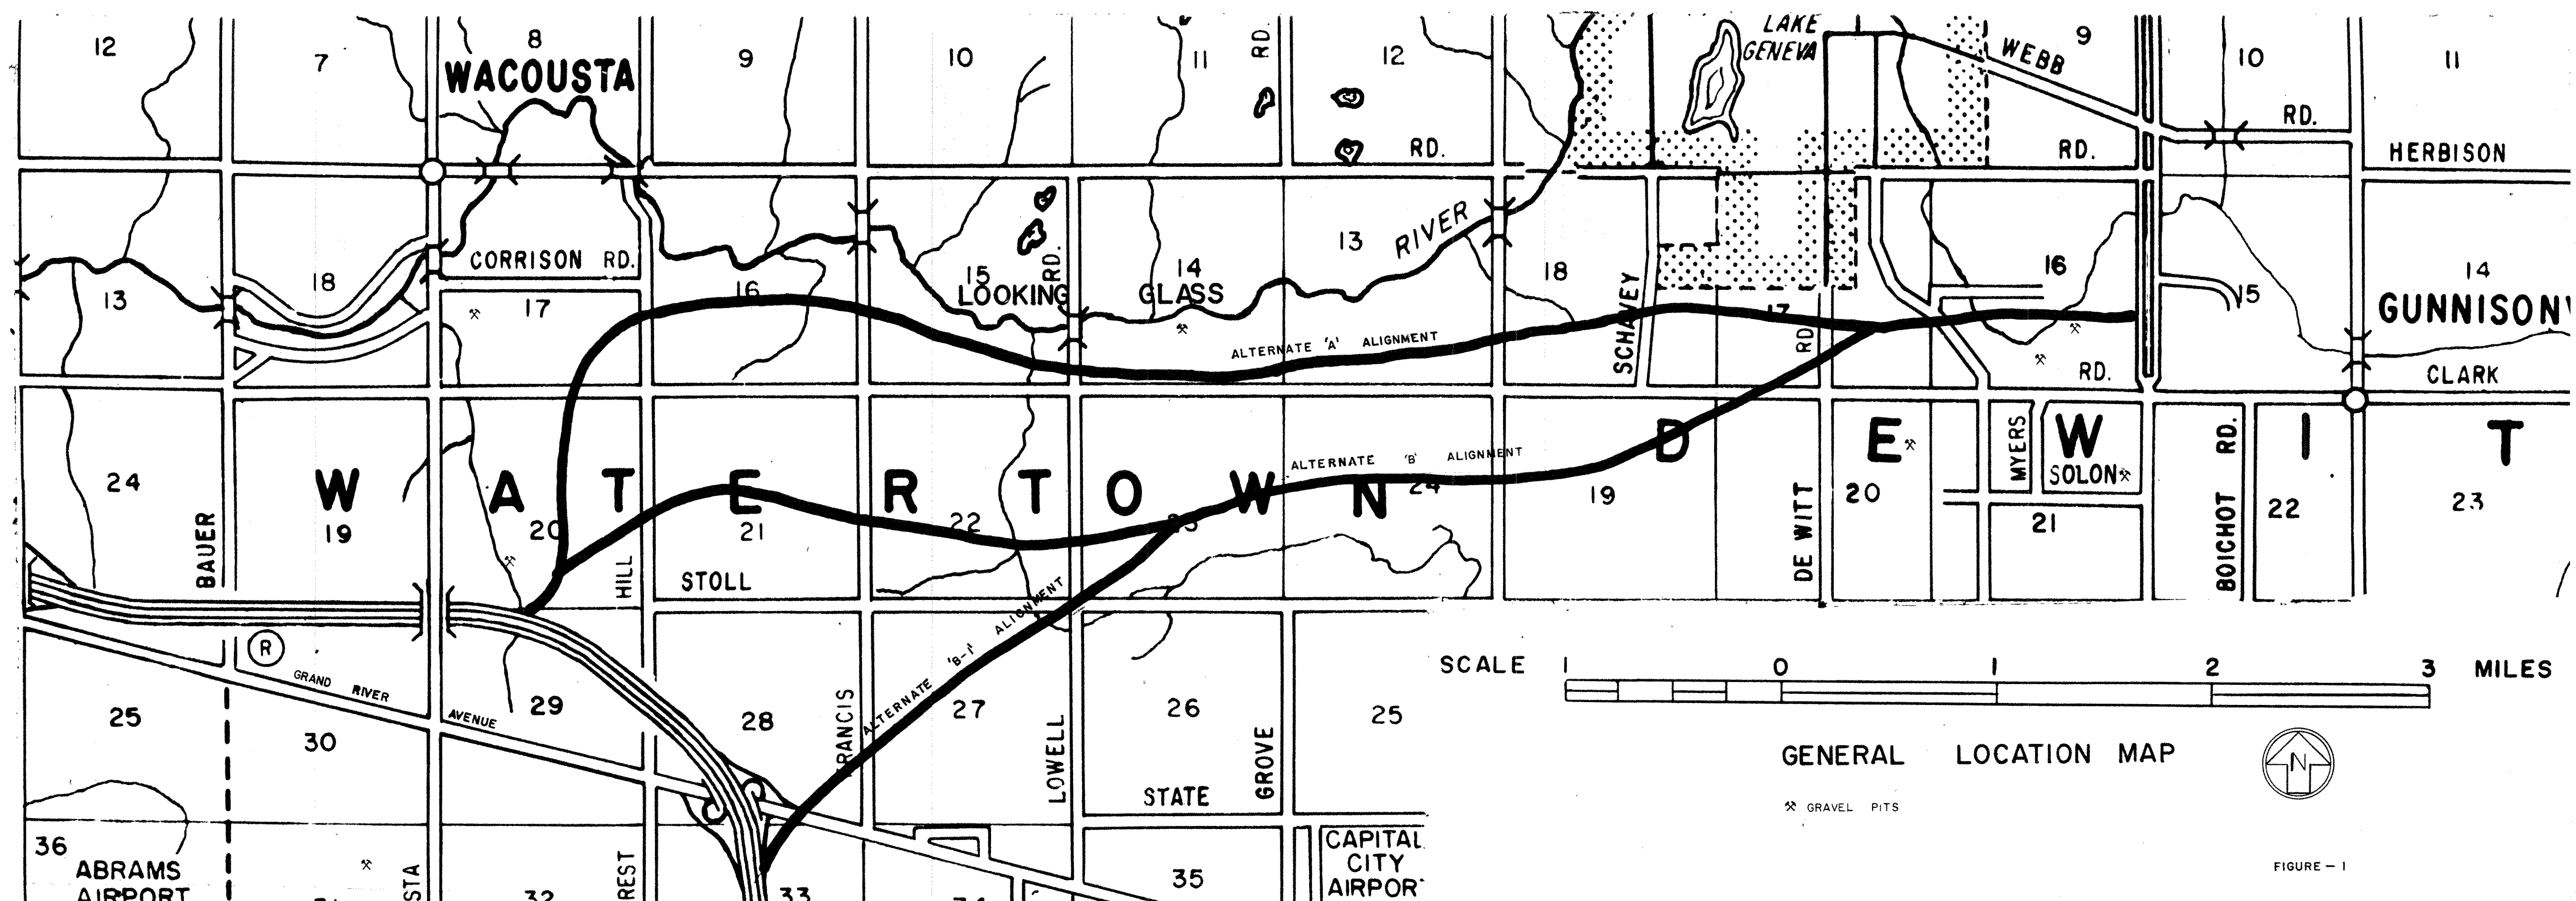 LAKE
GENEVA
12
7
8
9
10
11
RD.
12
9
10
11
WACOUSTA
WEBB
RD.
RD.
RD.
HERBISON
13
18
CORRISON RD.
17
16
15
RD.
LOOKING
14
GLASS
13
RIVER
18
SCHAVEY
17
RD.
16
15
14
GUNNISON
ALTERNATE 'A' ALIGNMENT
RD.
CLARK
24
W A T E R T O W N
D E W I T
19
20
21
22
23
24
ALTERNATE 'B' ALIGNMENT
19
20
MYERS
SOLON
21
BOICHOT RD.
22
23
DE WITT
BAUER
HILL
STOLL
ALTERNATE 'B-1' ALIGNMENT
R
GRAND RIVER
AVENUE
25
30
29
28
FRANCIS
27
LOWELL
26
GROVE
25
STATE
SCALE 1 0 1 2 3 MILES
GENERAL LOCATION MAP
N
GRAVEL PITS
FIGURE - 1
36
ABRAMS
AIRPORT
STA
32
REST
33
34
35
CAPITAL
CITY
AIRPOR